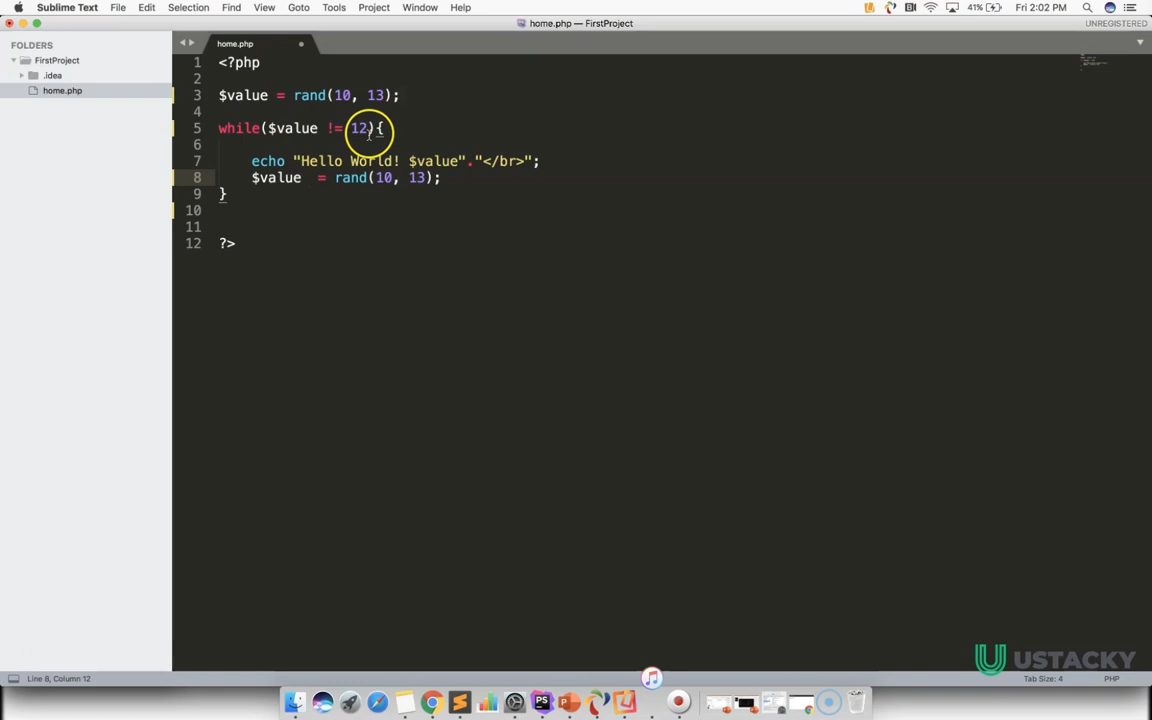 Sublime Text File Edit Selection Find View Goto Tools Project Window Help 41% Fri 2:02 PM
home.php — FirstProject UNREGISTERED
FOLDERS
FirstProject
.idea
home.php
home.php
1 <?php
2
3 $value = rand(10, 13);
4
5 while($value != 12){
6
7 echo "Hello World! $value"."</br>";
8 $value  = rand(10, 13);
9 }
10
11
12 ?>
USTACKY
Line 8, Column 12 Tab Size: 4 PHP